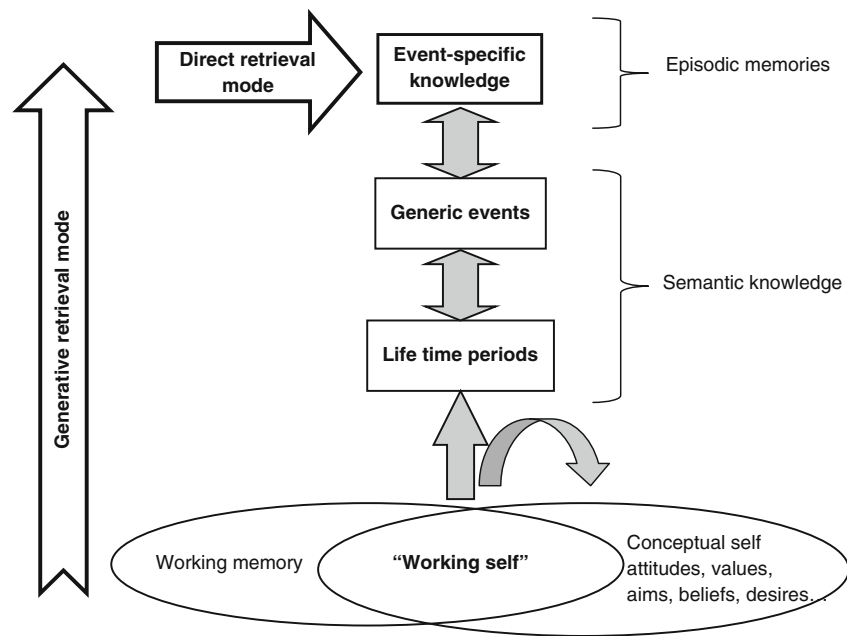 Direct retrieval
mode
Event-specific
knowledge
Episodic memories
Generic events
Semantic knowledge
Life time periods
Generative retrieval mode
Working memory
“Working self”
Conceptual self
attitudes, values,
aims, beliefs, desires…